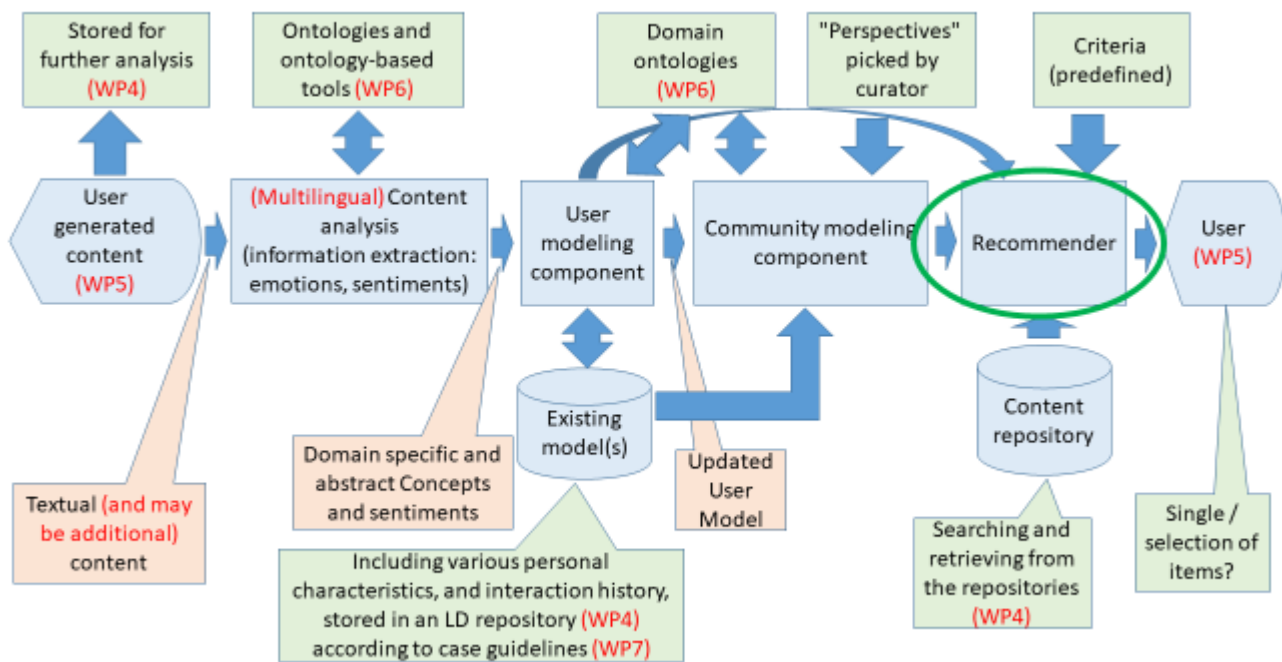 Stored for
further analysis
(WP4)
Ontologies and
ontology-based
tools (WP6)
Domain
ontologies
(WP6)
"Perspectives"
picked by
curator
Criteria
(predefined)
User
generated
content
(WP5)
(Multilingual) Content
analysis
(information extraction:
emotions, sentiments)
User
modeling
component
Community modeling
component
Recommender
User
(WP5)
Existing
model(s)
Content
repository
Textual (and may
be additional)
content
Domain specific and
abstract Concepts
and sentiments
Updated
User
Model
Including various personal
characteristics, and interaction history,
stored in an LD repository (WP4)
according to case guidelines (WP7)
Searching and
retrieving from
the repositories
(WP4)
Single /
selection of
items?